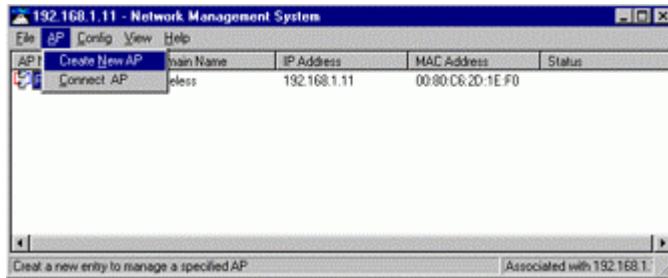 192.168.1.11 - Network Management System
File AP Config View Help
Create New AP
Connect AP
AP main Name IP Address MAC Address Status
eless 192.168.1.11 00:80:C6:2D:1E:F0
Creat a new entry to manage a specified AP
Associated with 192.168.1.